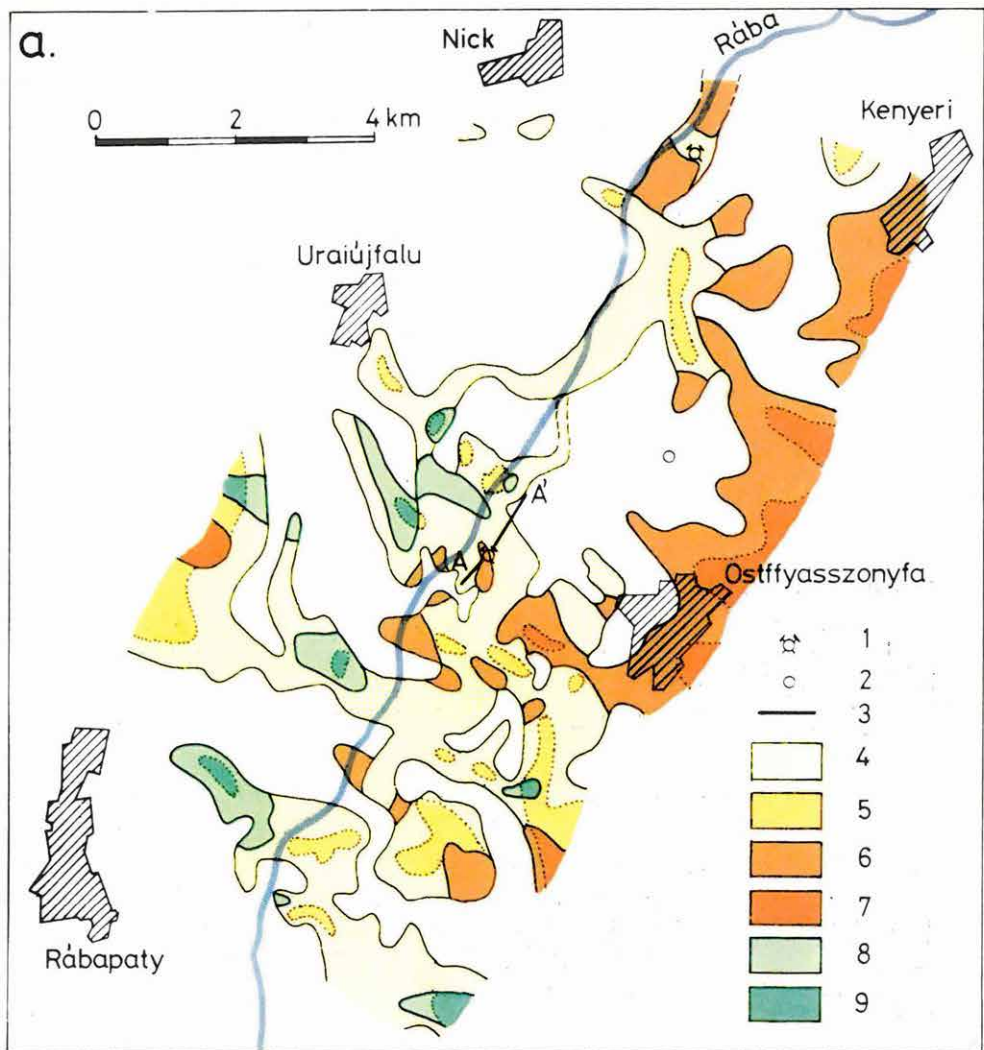 a.
Nick
Rába
0 2 4 km
Kenyeri
Uraiújfalu
A'
A
Ostffyasszonyfa
1
2
3
4
5
6
7
8
9
Rábapaty